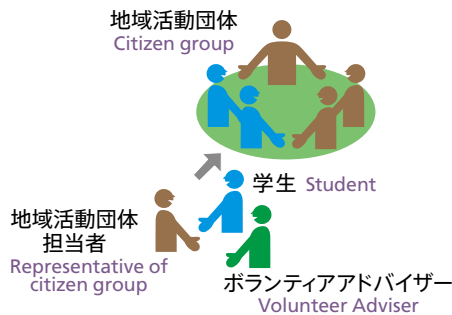 地域活動団体
Citizen group
学生 Student
地域活動団体
担当者
Representative of
citizen group
ボランティアアドバイザー
Volunteer Adviser